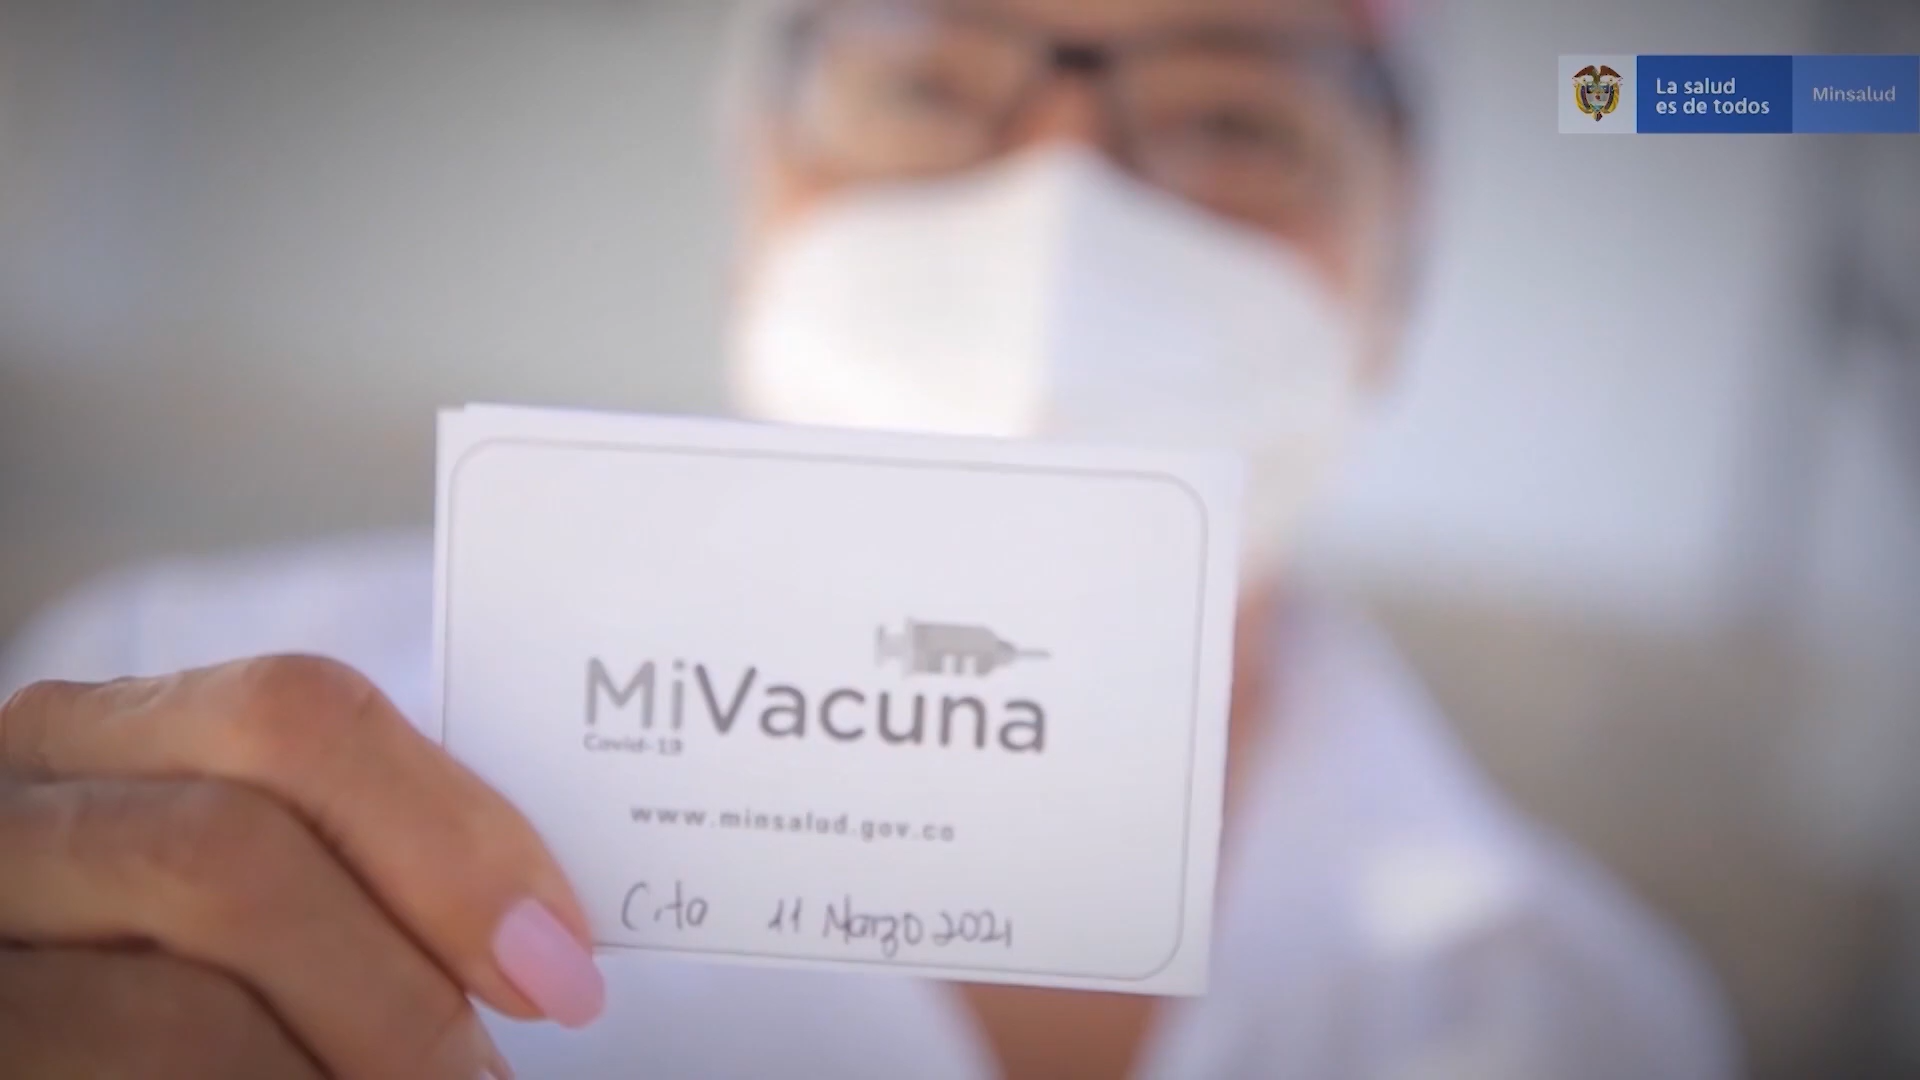 La salud
es de todos
Minsalud
MiVacuna
Covid-19
www.minsalud.gov.co
Cita 11 Marzo 2021